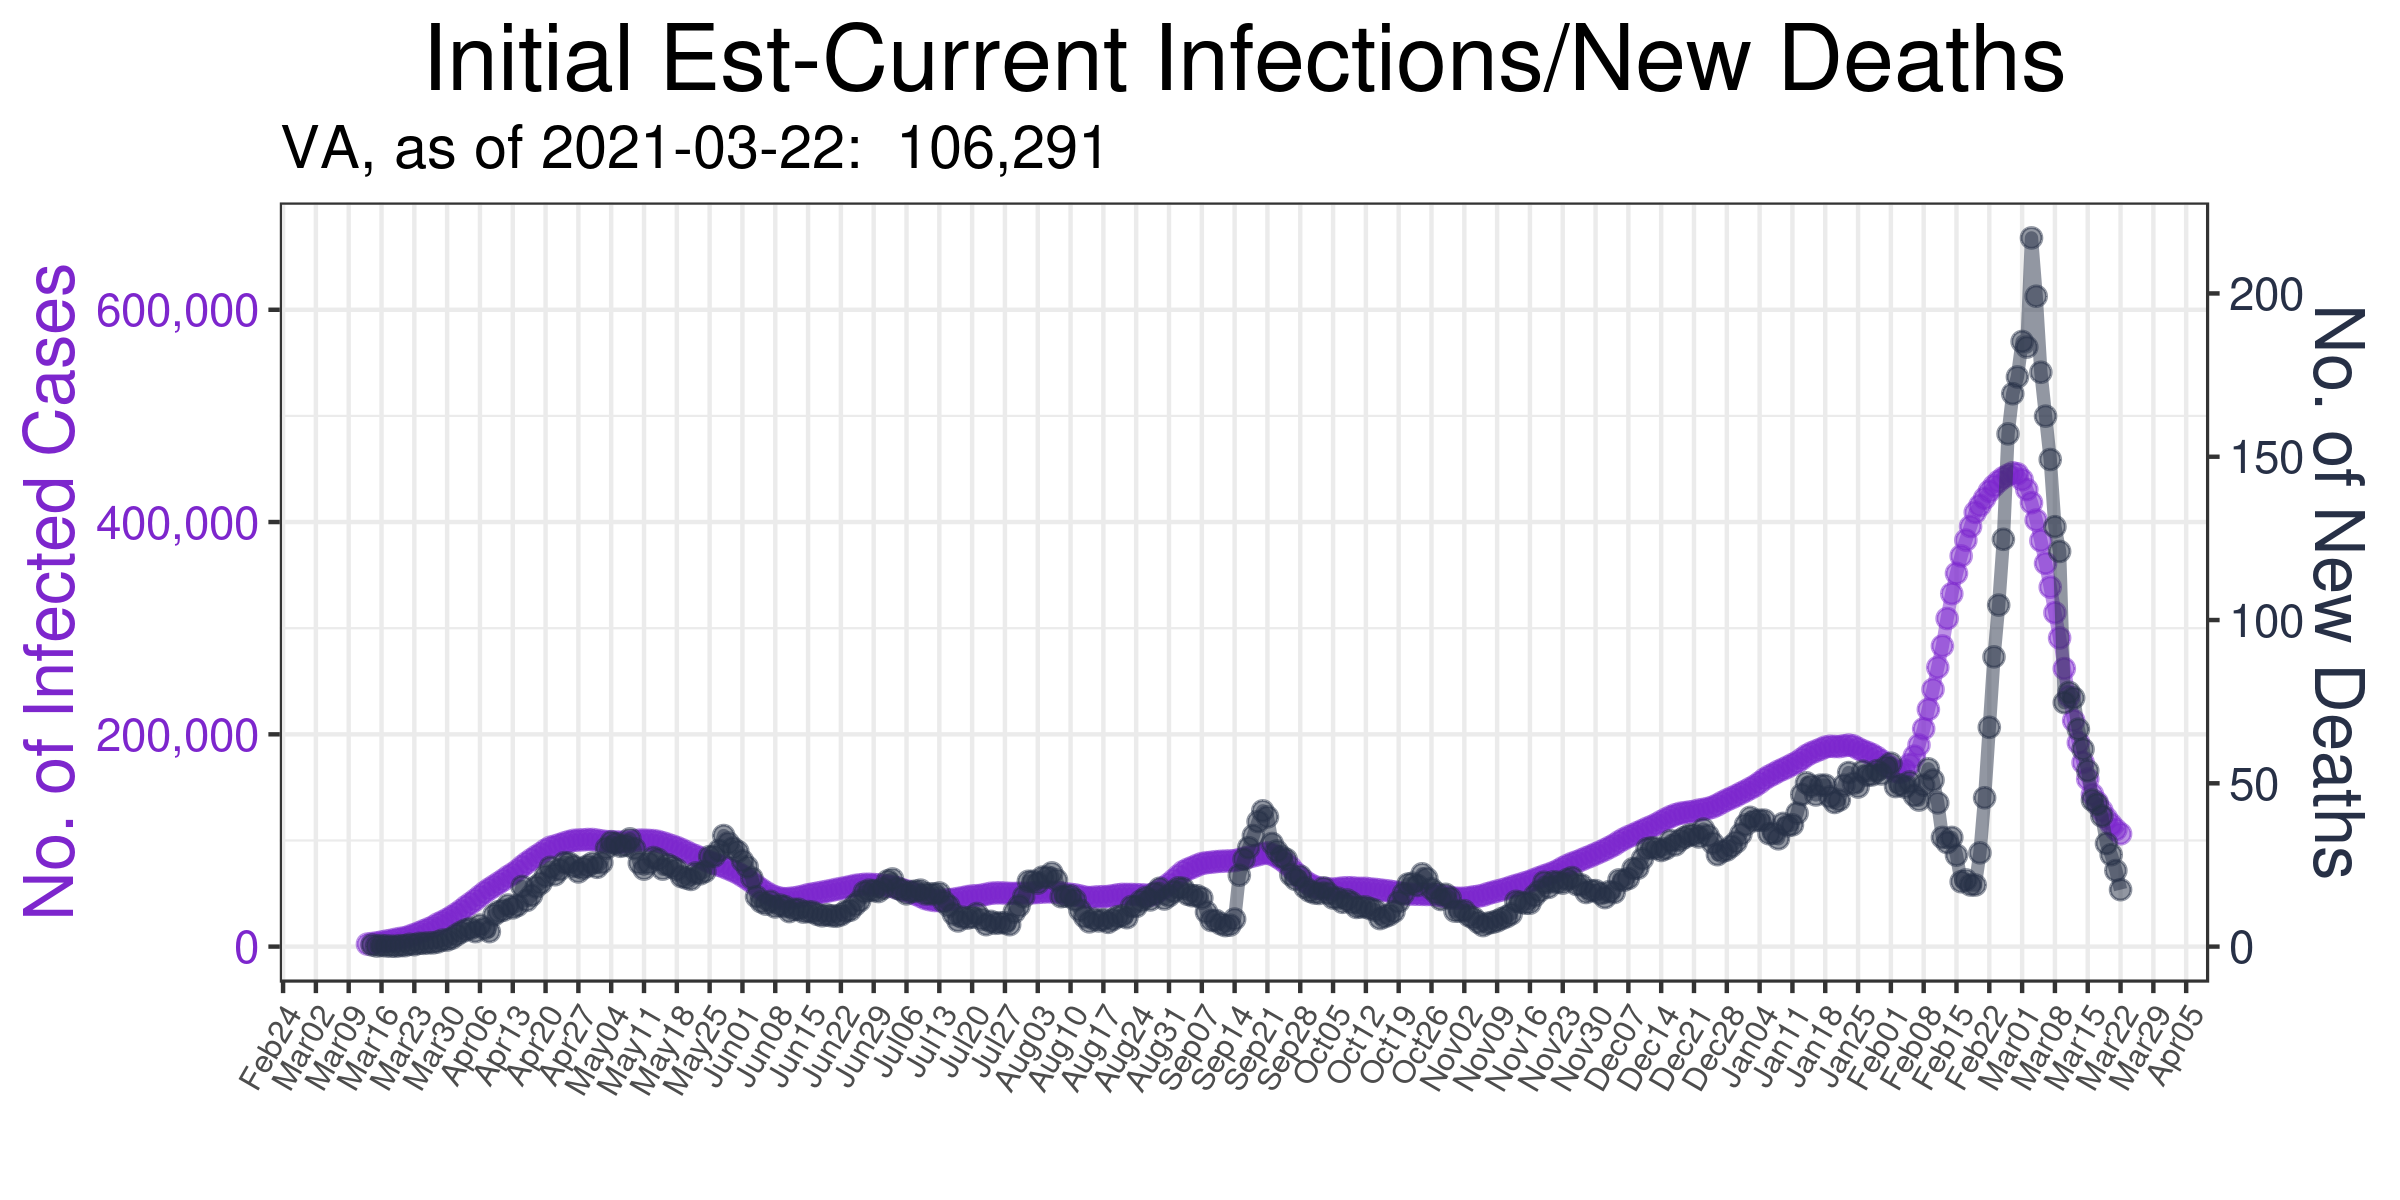 Initial Est-Current Infections/New Deaths
VA, as of 2021-03-22:  106,291
No. of Infected Cases
600,000
400,000
200,000
0
200
150
100
50
0
No. of New Deaths
Feb24
Mar02
Mar09
Mar16
Mar23
Mar30
Apr06
Apr13
Apr20
Apr27
May04
May11
May18
May25
Jun01
Jun08
Jun15
Jun22
Jun29
Jul06
Jul13
Jul20
Jul27
Aug03
Aug10
Aug17
Aug24
Aug31
Sep07
Sep14
Sep21
Sep28
Oct05
Oct12
Oct19
Oct26
Nov02
Nov09
Nov16
Nov23
Nov30
Dec07
Dec14
Dec21
Dec28
Jan04
Jan11
Jan18
Jan25
Feb01
Feb08
Feb15
Feb22
Mar01
Mar08
Mar15
Mar22
Mar29
Apr05